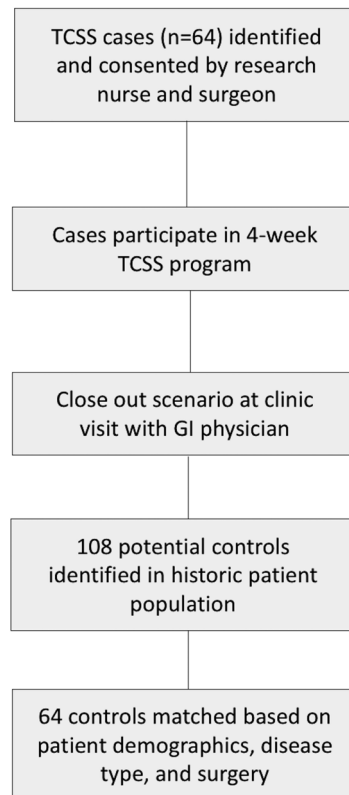 TCSS cases (n=64) identified
and consented by research
nurse and surgeon
Cases participate in 4-week
TCSS program
Close out scenario at clinic
visit with GI physician
108 potential controls
identified in historic patient
population
64 controls matched based on
patient demographics, disease
type, and surgery